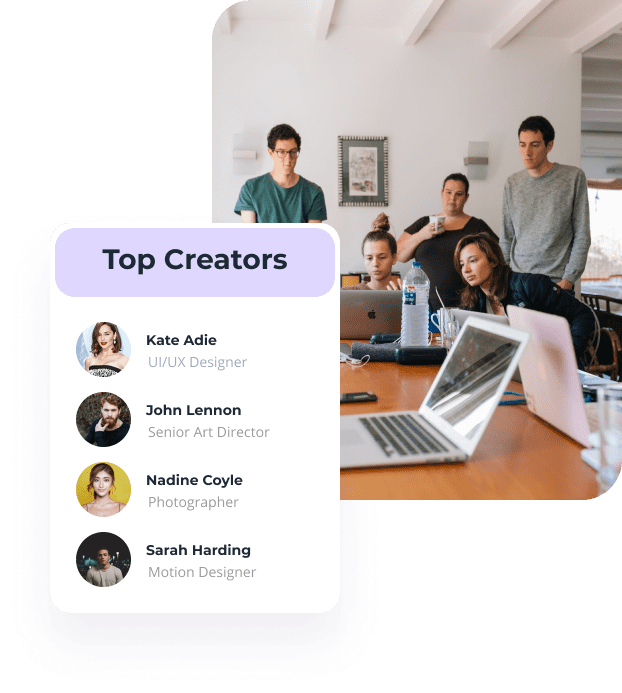 Top Creators
Kate Adie
UI/UX Designer
John Lennon
Senior Art Director
Nadine Coyle
Photographer
Sarah Harding
Motion Designer